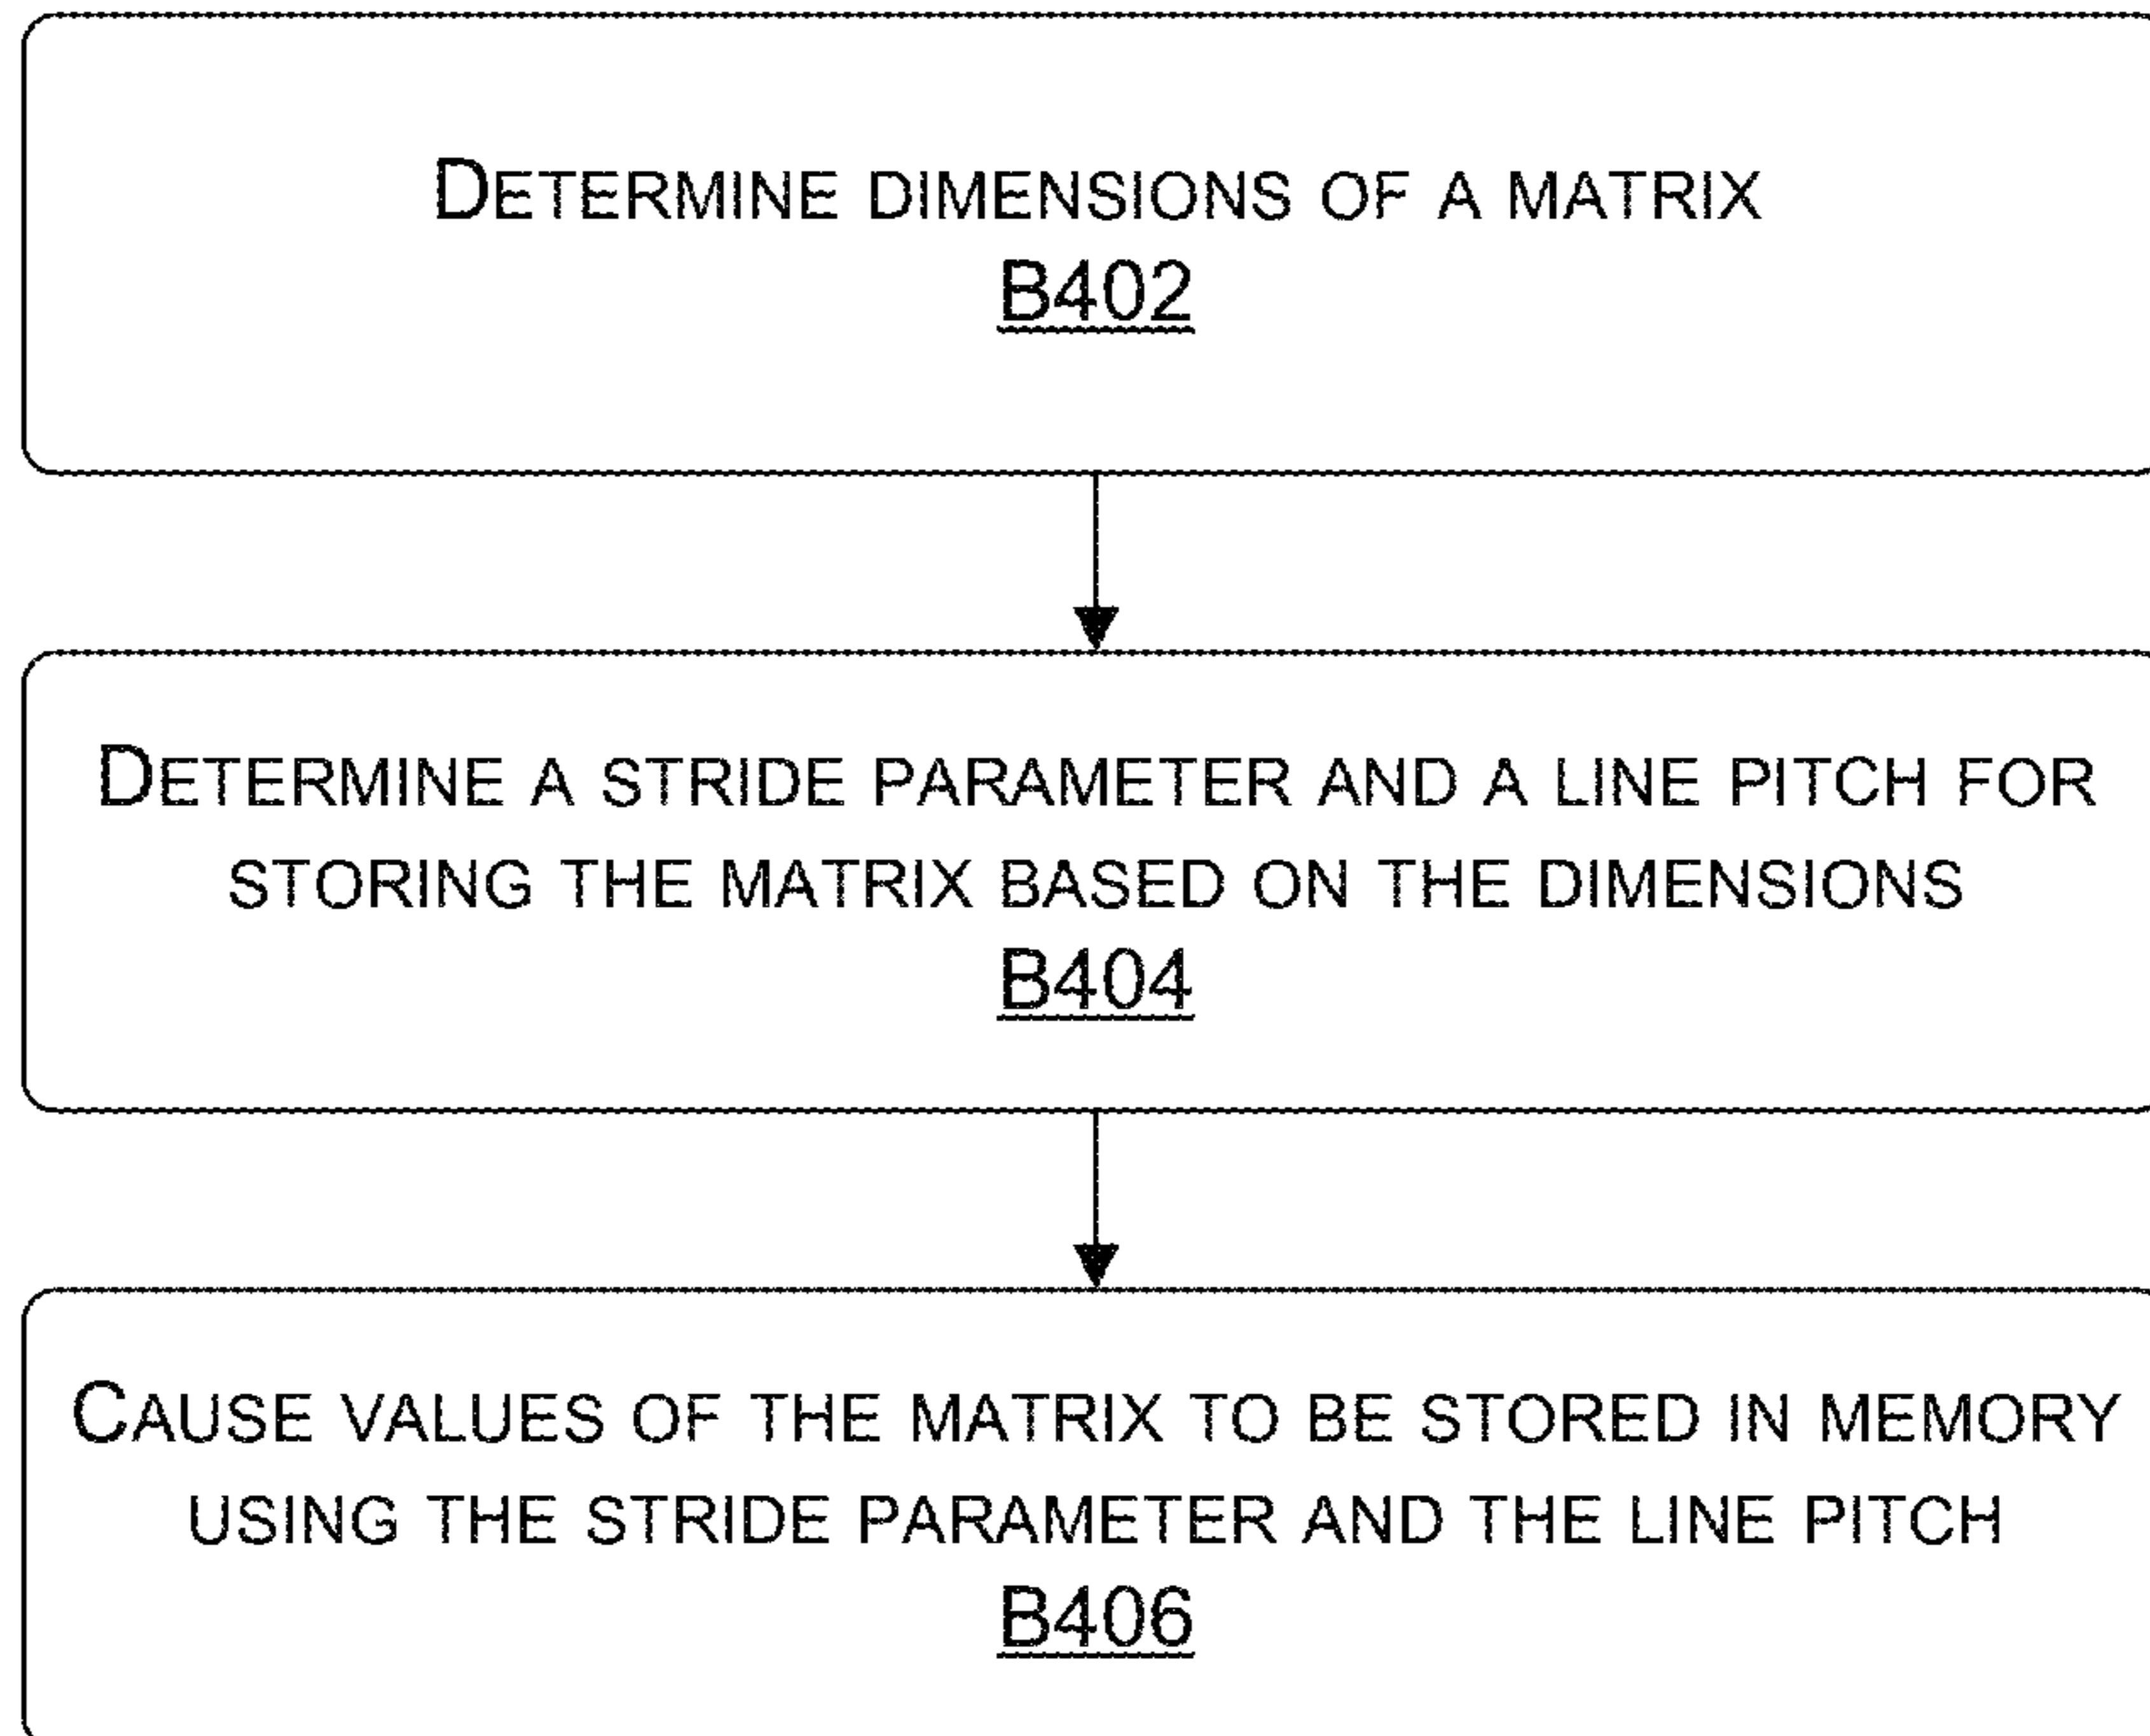 DETERMINE DIMENSIONS OF A MATRIX
B402
DETERMINE A STRIDE PARAMETER AND A LINE PITCH FOR
STORING THE MATRIX BASED ON THE DIMENSIONS
B404
CAUSE VALUES OF THE MATRIX TO BE STORED IN MEMORY
USING THE STRIDE PARAMETER AND THE LINE PITCH
B406